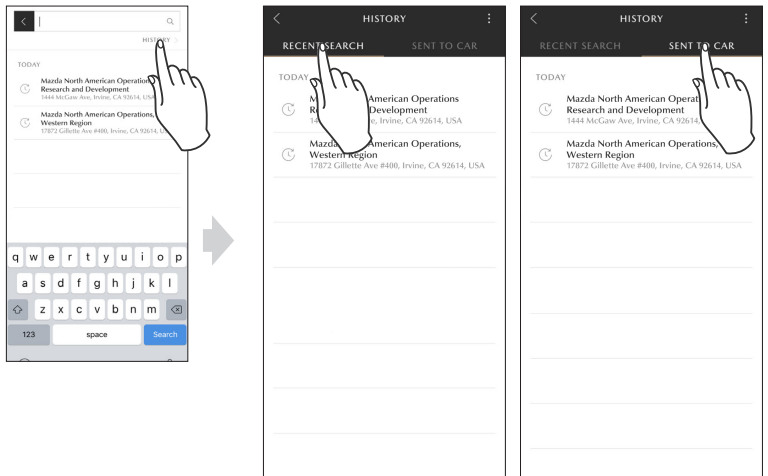 HISTORY
TODAY
Mazda North American Operation
Research and Development
1444 McGaw Ave, Irvine, CA 92614, USA
Mazda North American Operations,
Western Region
17872 Gillette Ave #400, Irvine, CA 92614, US
q w e r t y u i o p
a s d f g h j k l
z x c v b n m
123 space Search
HISTORY
RECENT SEARCH SENT TO CAR
TODAY
American Operations
Development
Irvine, CA 92614, USA
Mazda American Operations,
Western Region
17872 Gillette Ave #400, Irvine, CA 92614, USA
HISTORY
RECENT SEARCH SENT TO CAR
TODAY
Mazda North American Operat
Research and Development
1444 McGaw Ave, Irvine, CA 92614,
Mazda North American Operations,
Western Region
17872 Gillette Ave #400, Irvine, CA 92614, USA